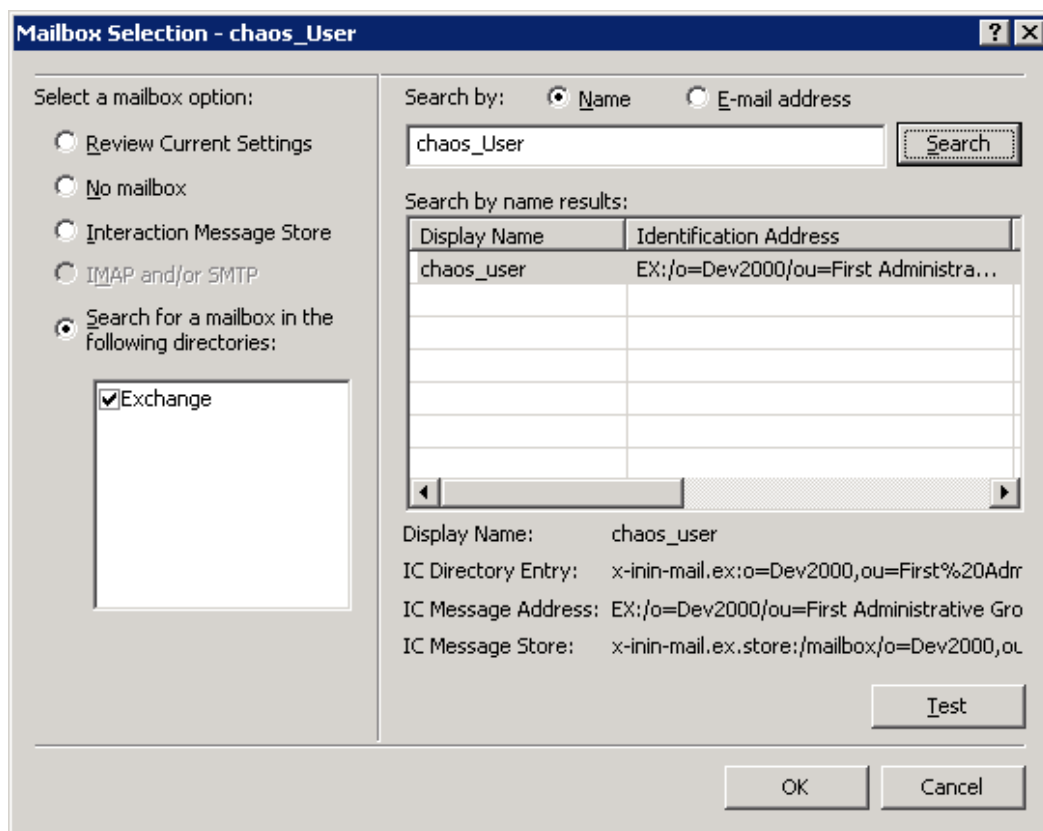 Mailbox Selection - chaos_User
Select a mailbox option:
Review Current Settings
No mailbox
Interaction Message Store
IMAP and/or SMTP
Search for a mailbox in the
following directories:
Exchange
Search by: Name E-mail address
chaos_User Search
Search by name results:
Display Name Identification Address
chaos_user EX:/o=Dev2000/ou=First Administra...
Display Name: chaos_user
IC Directory Entry: x-inin-mail.ex:o=Dev2000,ou=First%20Adm
IC Message Address: EX:/o=Dev2000/ou=First Administrative Gro
IC Message Store: x-inin-mail.ex.store:/mailbox/o=Dev2000,ou
Test
OK Cancel